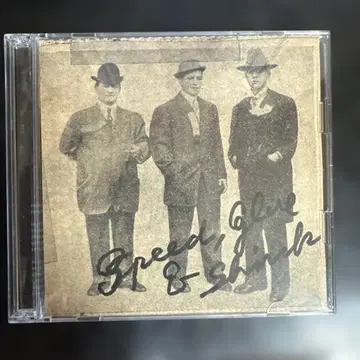 Speed, Glue
& Shinki